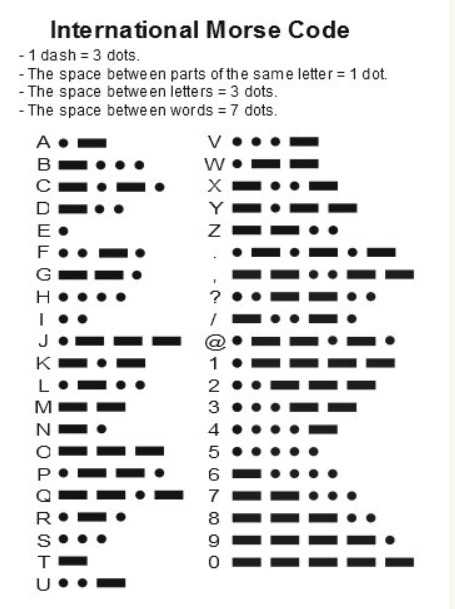 International Morse Code
- 1 dash = 3 dots.
- The space between parts of the same letter = 1 dot.
- The space between letters = 3 dots.
- The space between words = 7 dots.
A • —
B — • • •
C — • — •
D — • •
E •
F • • — •
G — — •
H • • • •
I • •
J • — — —
K — • —
L • — • •
M — —
N — •
O — — —
P • — — •
Q — — • —
R • — •
S • • •
T —
U • • —
V • • • —
W • — —
X — • • —
Y — • — —
Z — — • •
. • — • — • —
, — — • • — —
? • • — — • •
/ — • • — •
@ • — — • — •
1 • — — — —
2 • • — — —
3 • • • — —
4 • • • • —
5 • • • • •
6 — • • • •
7 — — • • •
8 — — — • •
9 — — — — •
0 — — — — —